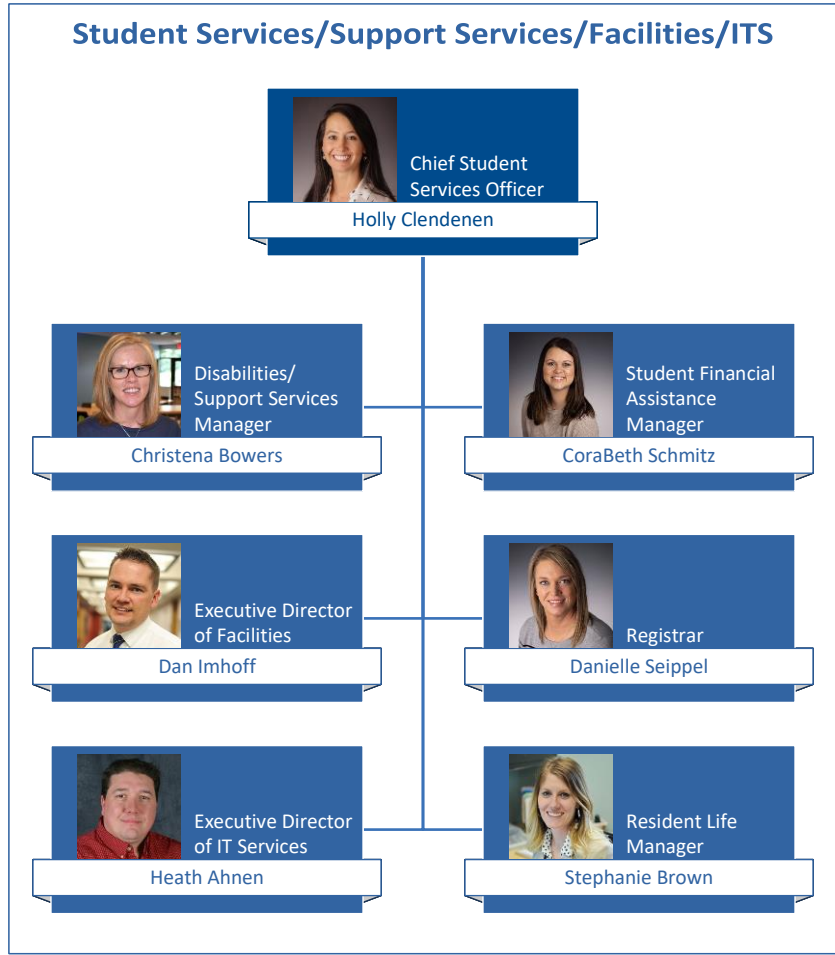 Student Services/Support Services/Facilities/ITS
Chief Student
Services Officer
Holly Clendenen
Disabilities/
Support Services
Manager
Christena Bowers
Student Financial
Assistance
Manager
CoraBeth Schmitz
Executive Director
of Facilities
Dan Imhoff
Registrar
Danielle Seippel
Executive Director
of IT Services
Heath Ahnen
Resident Life
Manager
Stephanie Brown